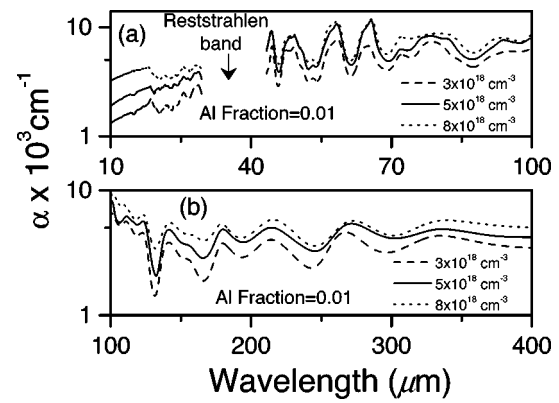 (a)
Reststrahlen
band
Al Fraction=0.01
3x10¹⁸ cm⁻³
5x10¹⁸ cm⁻³
8x10¹⁸ cm⁻³
10
1
10 40 70 100
α x 10³cm⁻¹
(b)
Al Fraction=0.01
3x10¹⁸ cm⁻³
5x10¹⁸ cm⁻³
8x10¹⁸ cm⁻³
10
1
100 200 300 400
Wavelength (μm)